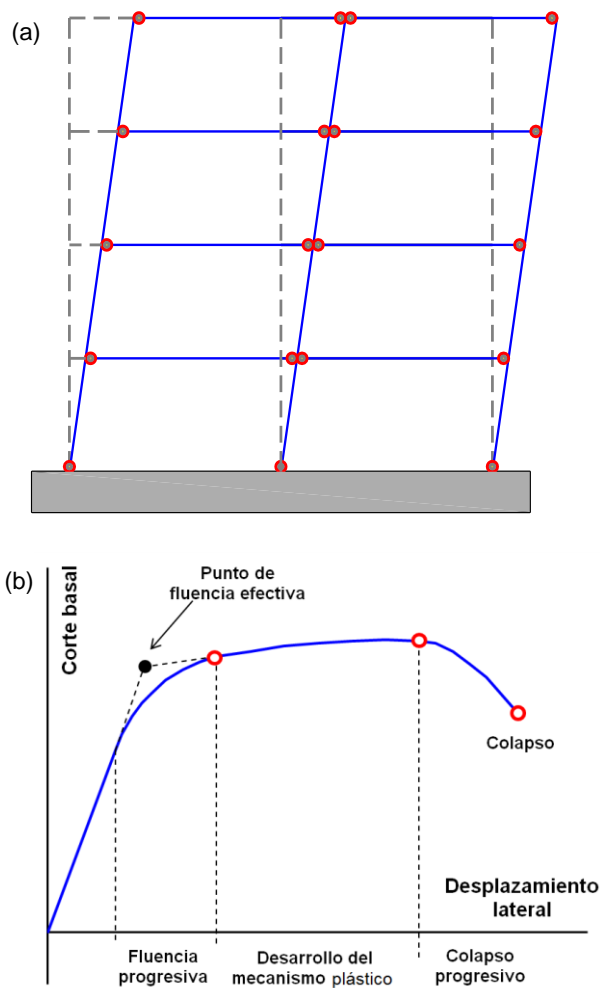 (a)
(b)
Corte basal
Punto de
fluencia efectiva
Colapso
Desplazamiento
lateral
Fluencia
progresiva
Desarrollo del
mecanismo plástico
Colapso
progresivo